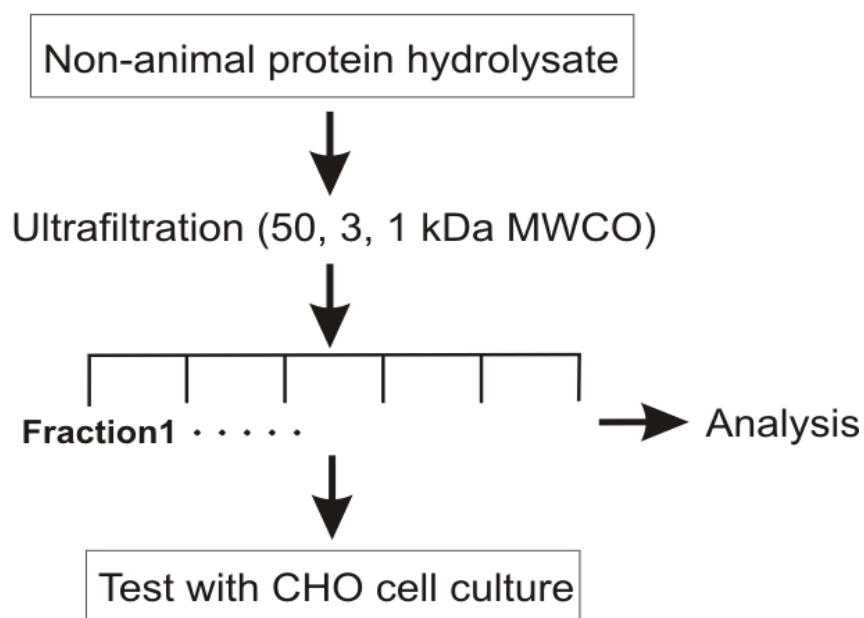 Non-animal protein hydrolysate
Ultrafiltration (50, 3, 1 kDa MWCO)
Fraction1 . . . . .
Analysis
Test with CHO cell culture